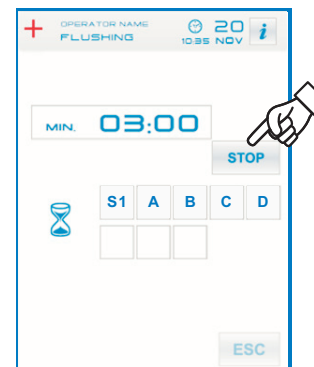 OPERATOR NAME
FLUSHING
10:35
20
NOV
i
MIN. 03:00
STOP
S1 A B C D
ESC